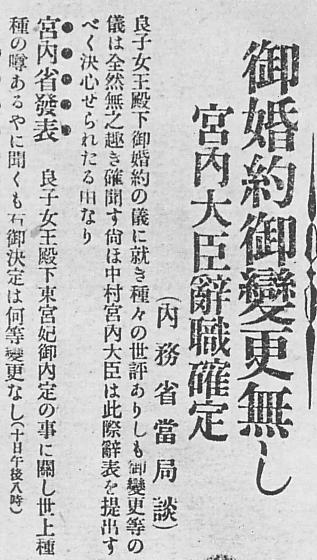 御婚約御變更無し
宮內大臣辭職確定
(內務省當局談)
良子女王殿下御婚約の儀に就き種々の世評ありしも御變更等の
儀は全然無之趣き確聞す尙ほ中村宮內大臣は此際辭表を提出す
べく決心せられたる由なり
宮內省發表 良子女王殿下東宮妃御內定の事に關し世上種
種の噂あるやに聞くも右御決定は何等變更なし(十日午後八時)